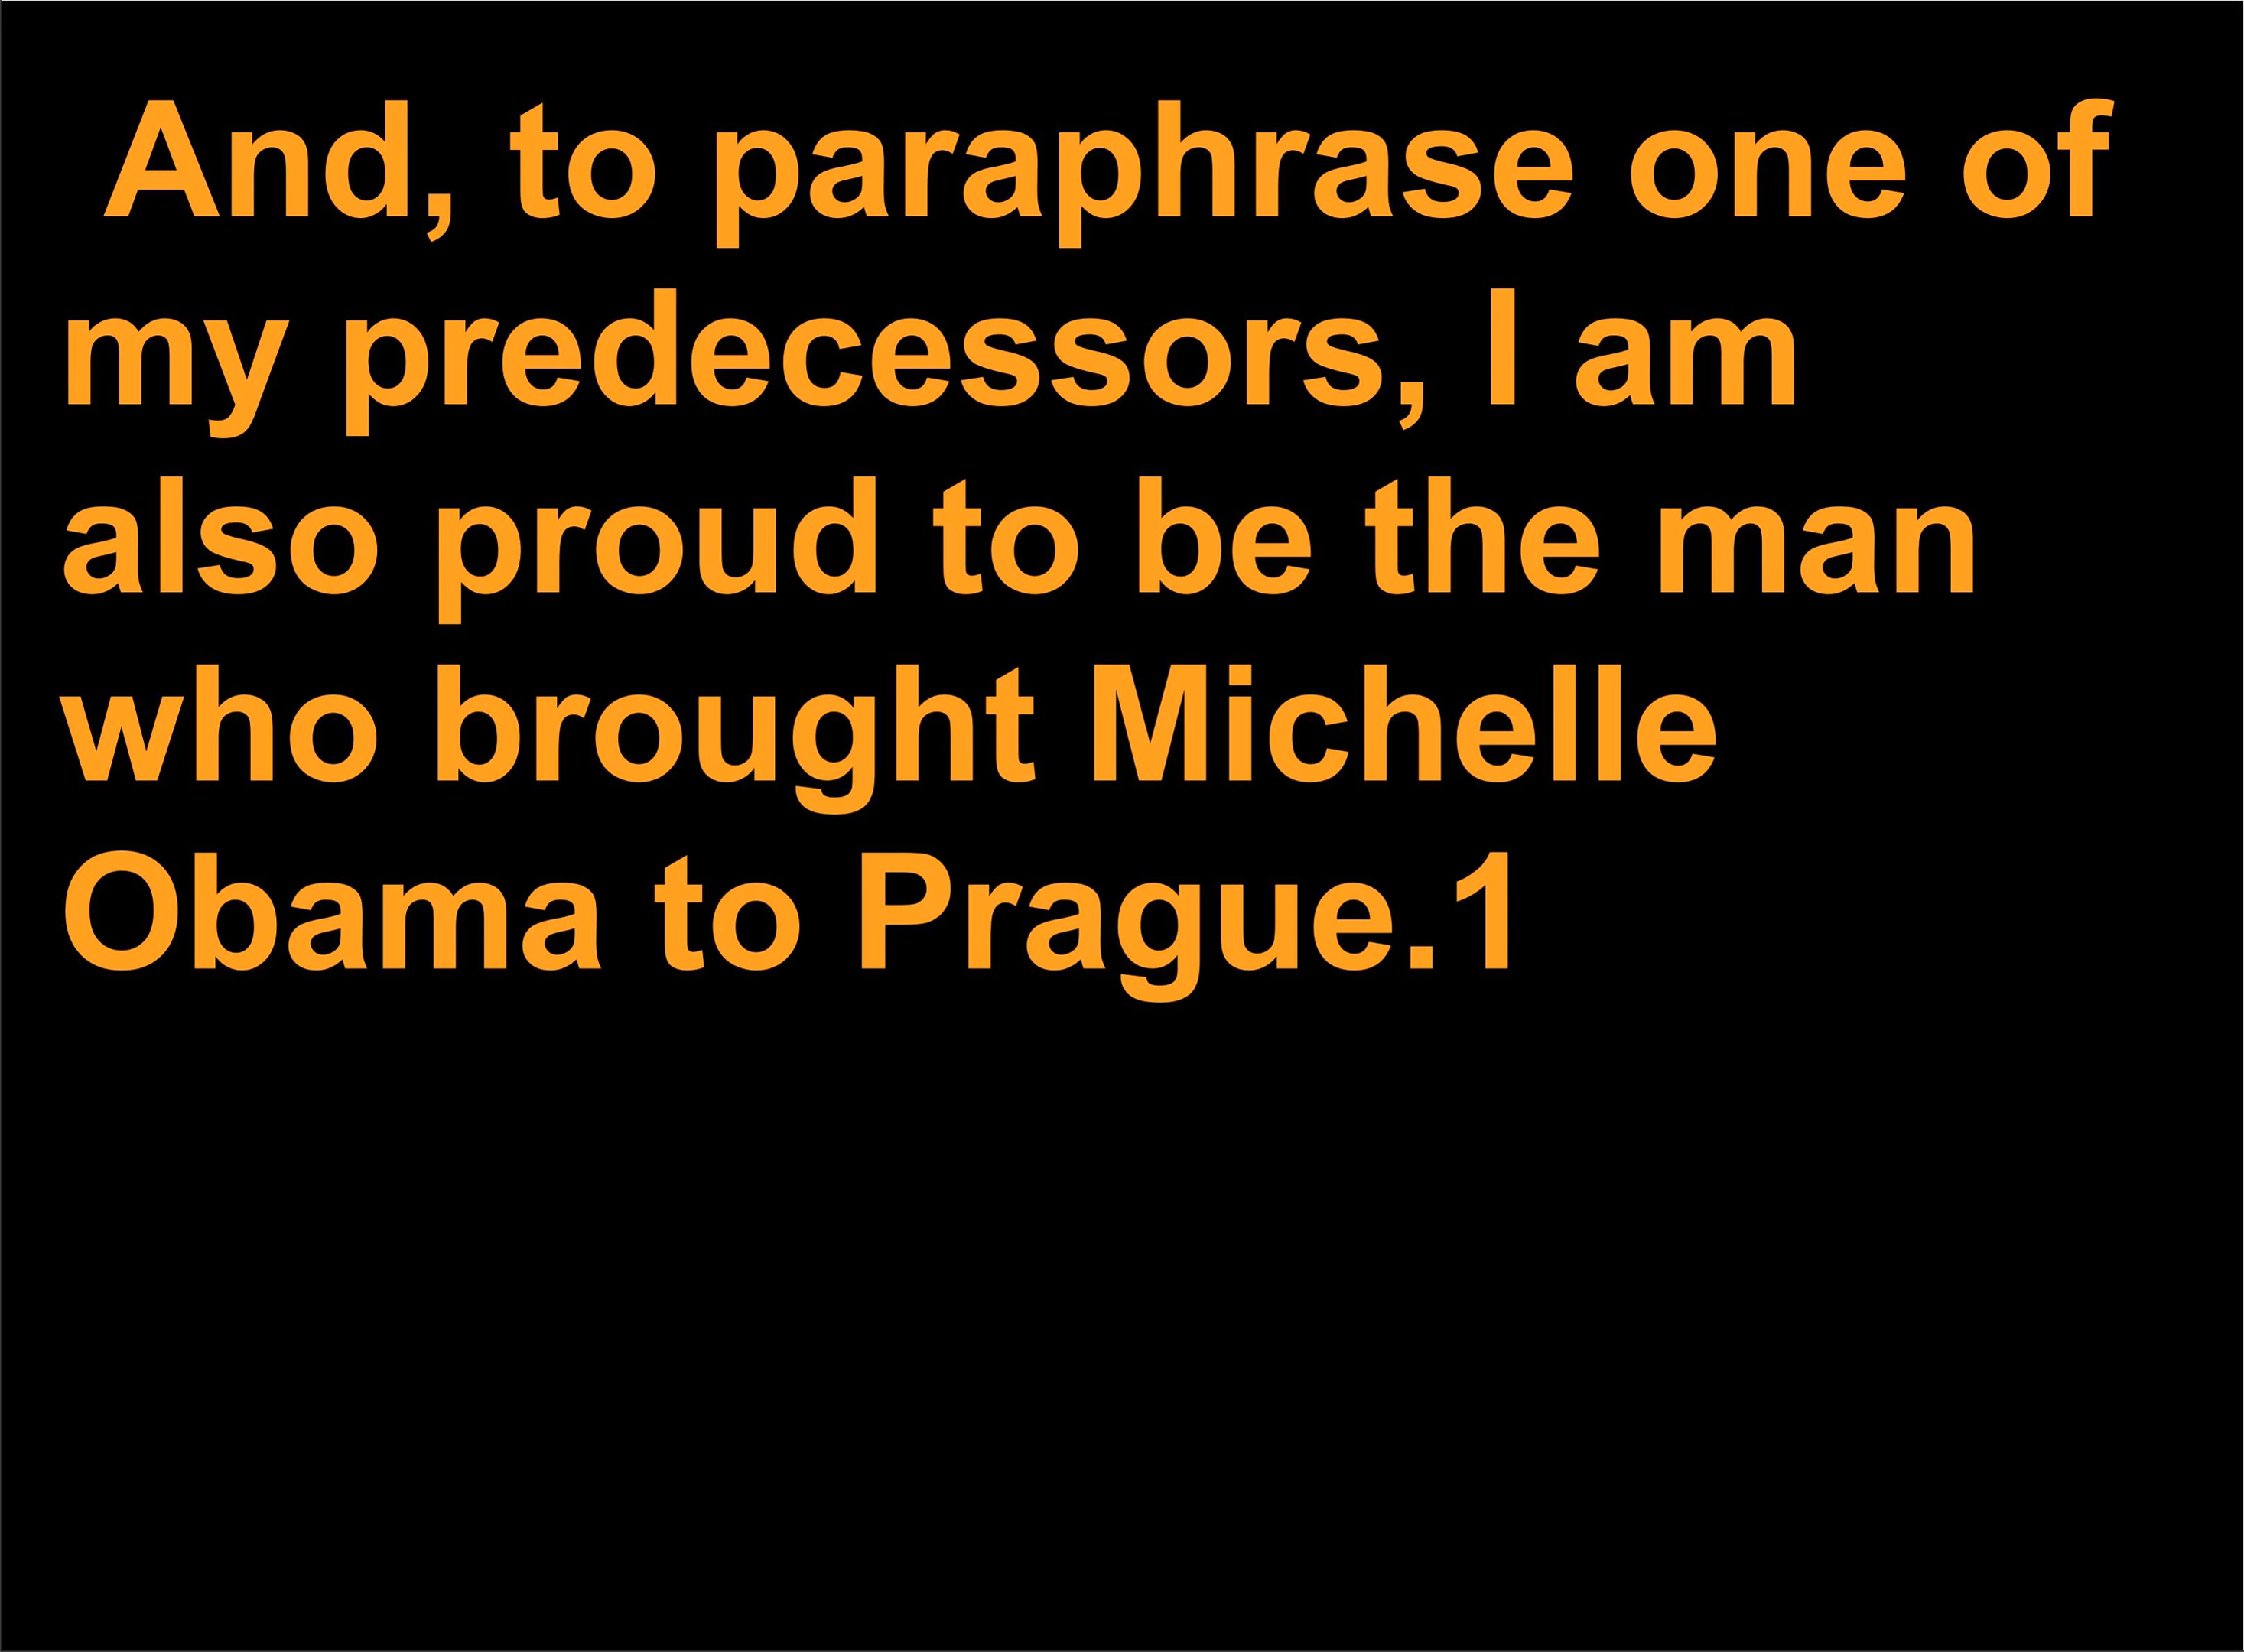 And, to paraphrase one of
my predecessors, I am
also proud to be the man
who brought Michelle
Obama to Prague.1